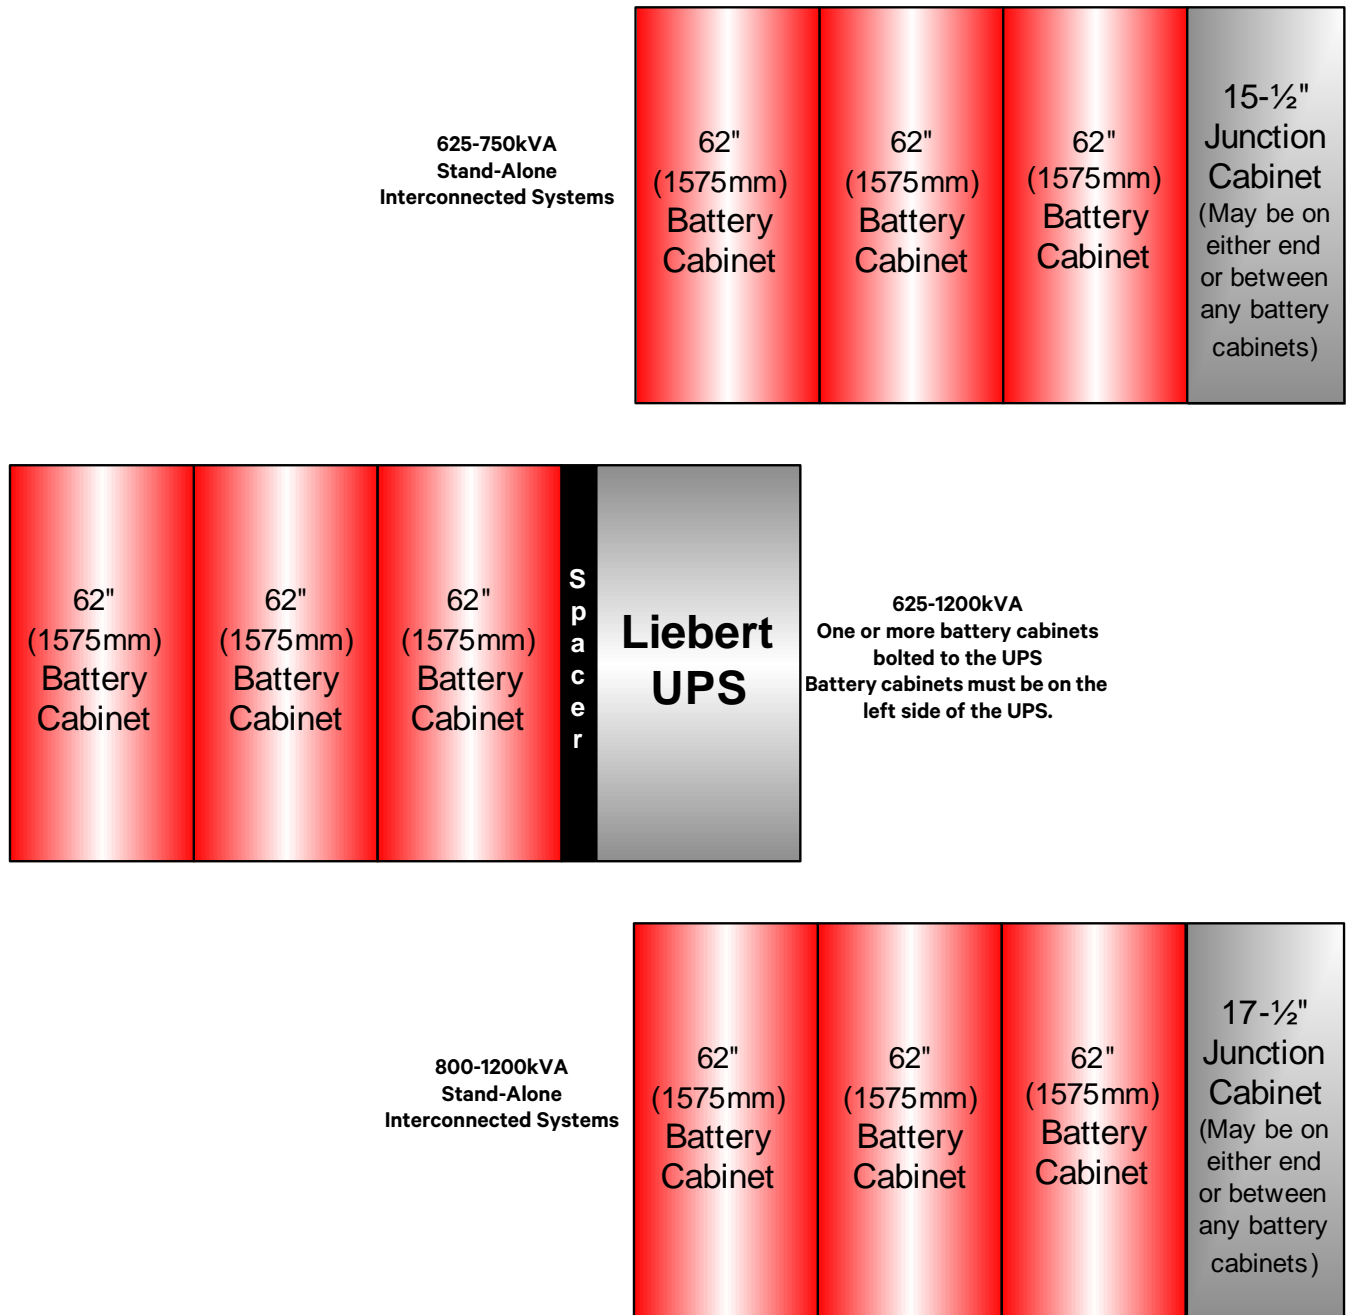 625-750kVA
Stand-Alone
Interconnected Systems
62"
(1575mm)
Battery
Cabinet
62"
(1575mm)
Battery
Cabinet
62"
(1575mm)
Battery
Cabinet
15-½"
Junction
Cabinet
(May be on
either end
or between
any battery
cabinets)
62"
(1575mm)
Battery
Cabinet
62"
(1575mm)
Battery
Cabinet
62"
(1575mm)
Battery
Cabinet
Spacer
Liebert
UPS
625-1200kVA
One or more battery cabinets
bolted to the UPS
Battery cabinets must be on the
left side of the UPS.
800-1200kVA
Stand-Alone
Interconnected Systems
62"
(1575mm)
Battery
Cabinet
62"
(1575mm)
Battery
Cabinet
62"
(1575mm)
Battery
Cabinet
17-½"
Junction
Cabinet
(May be on
either end
or between
any battery
cabinets)